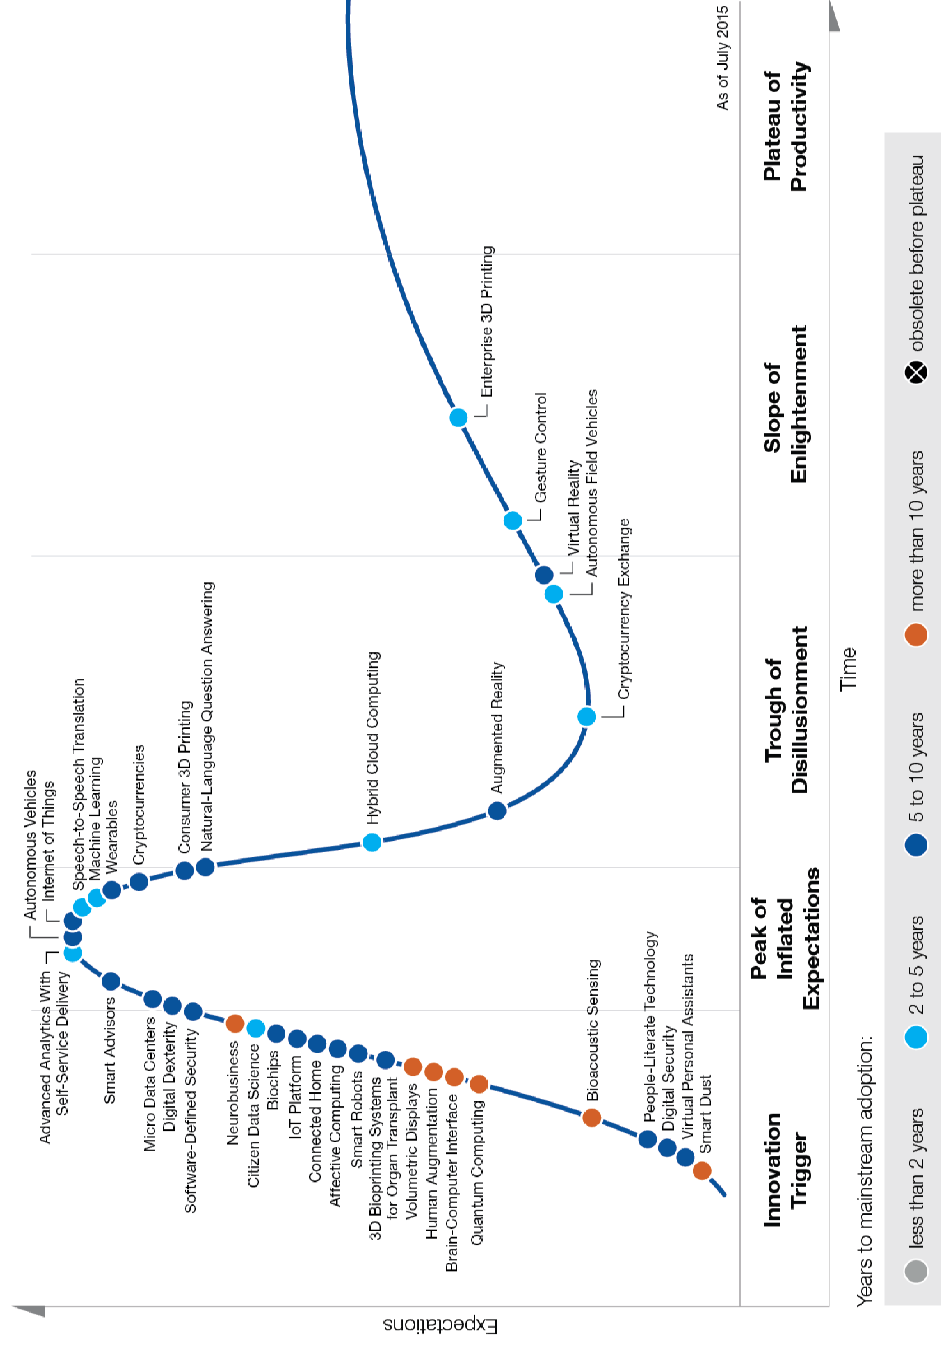 Expectations
Advanced Analytics With
Self-Service Delivery
Autonomous Vehicles
Internet of Things
Speech-to-Speech Translation
Machine Learning
Wearables
Cryptocurrencies
Consumer 3D Printing
Natural-Language Question Answering
Smart Advisors
Micro Data Centers
Digital Dexterity
Software-Defined Security
Neurobusiness
Citizen Data Science
Biochips
IoT Platform
Connected Home
Affective Computing
Smart Robots
3D Bioprinting Systems
for Organ Transplant
Volumetric Displays
Human Augmentation
Brain-Computer Interface
Quantum Computing
Bioacoustic Sensing
People-Literate Technology
Digital Security
Virtual Personal Assistants
Smart Dust
Hybrid Cloud Computing
Augmented Reality
Cryptocurrency Exchange
Autonomous Field Vehicles
Virtual Reality
Gesture Control
Enterprise 3D Printing
As of July 2015
Innovation
Trigger
Peak of
Inflated
Expectations
Trough of
Disillusionment
Slope of
Enlightenment
Plateau of
Productivity
Time
Years to mainstream adoption:
less than 2 years
2 to 5 years
5 to 10 years
more than 10 years
obsolete before plateau